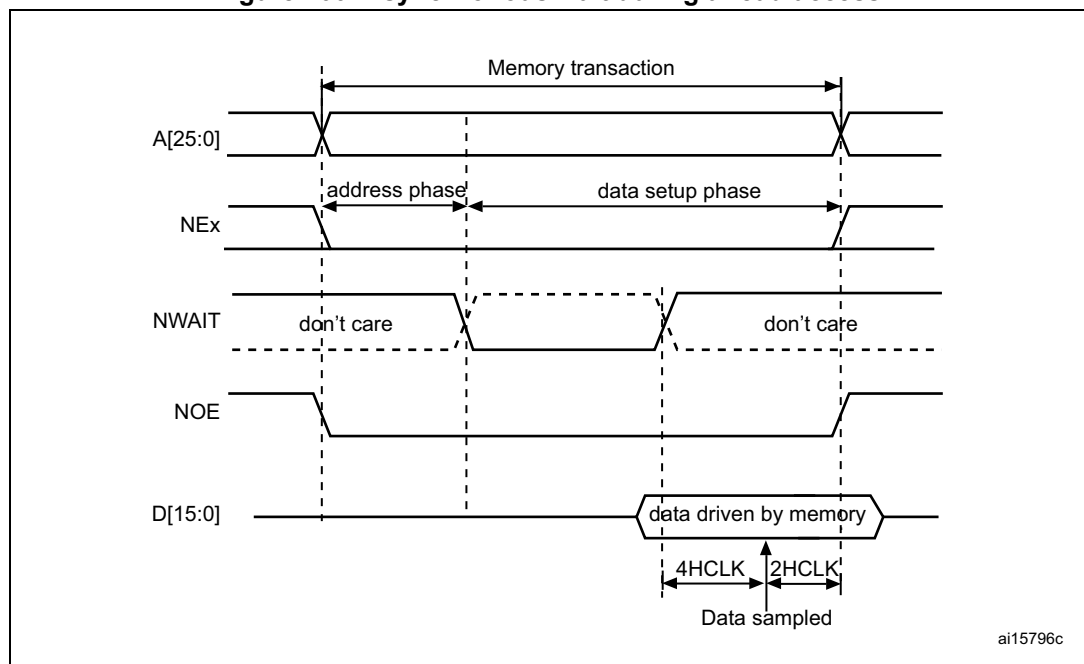 Memory transaction
A[25:0]
address phase
data setup phase
NEx
NWAIT
don't care
don't care
NOE
D[15:0]
data driven by memory
4HCLK
2HCLK
Data sampled
ai15796c